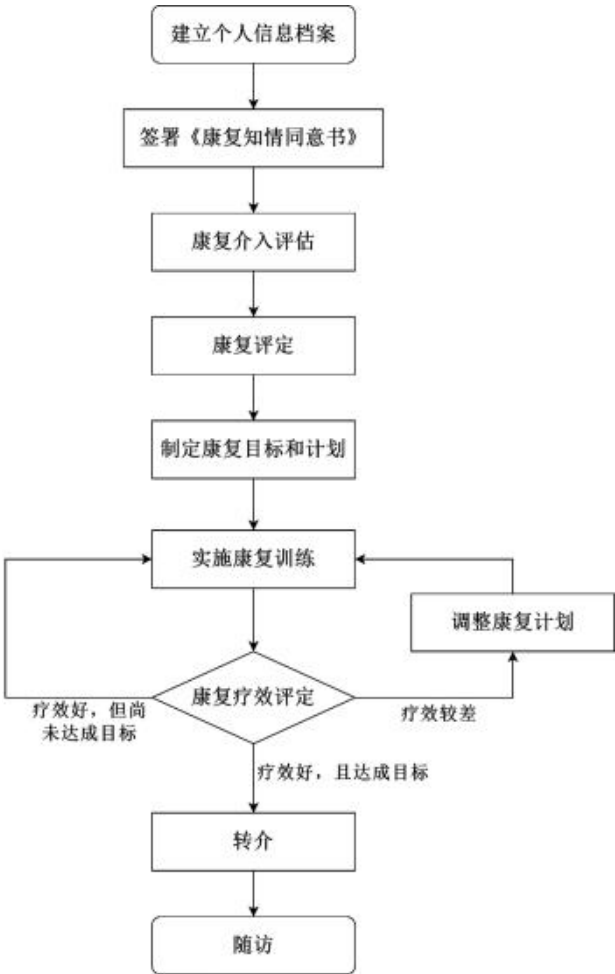 建立个人信息档案
签署《康复知情同意书》
康复介入评估
康复评定
制定康复目标和计划
实施康复训练
调整康复计划
康复疗效评定
疗效好，但尚
未达成目标
疗效较差
疗效好，且达成目标
转介
随访